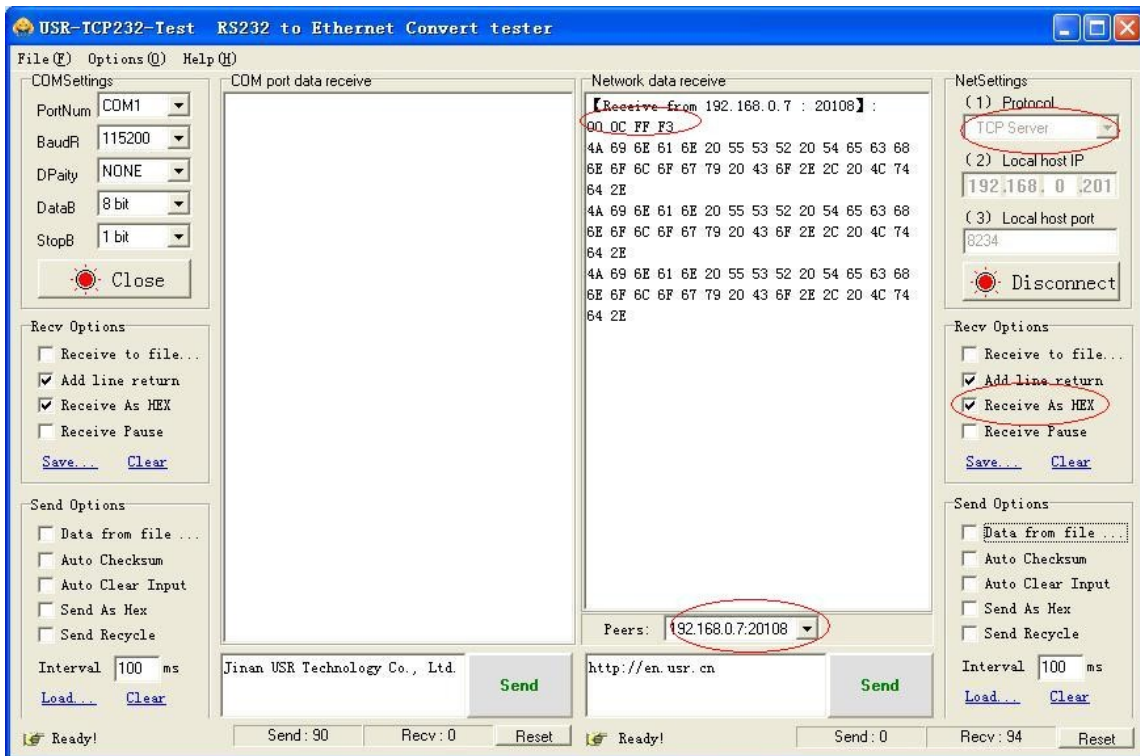 USR-TCP232-Test RS232 to Ethernet Convert tester
File(F) Options(O) Help(H)
COMSettings
PortNum COM1
BaudR 115200
DPaity NONE
DataB 8 bit
StopB 1 bit
Close
Recv Options
Receive to file...
Add line return
Receive As HEX
Receive Pause
Save... Clear
Send Options
Data from file ...
Auto Checksum
Auto Clear Input
Send As Hex
Send Recycle
Interval 100 ms
Load... Clear
COM port data receive
Jinan USR Technology Co., Ltd.
Send
Network data receive
【Receive from 192.168.0.7 : 20108】:
00 0C FF F3
4A 69 6E 61 6E 20 55 53 52 20 54 65 63 68
6E 6F 6C 6F 67 79 20 43 6F 2E 2C 20 4C 74
64 2E
4A 69 6E 61 6E 20 55 53 52 20 54 65 63 68
6E 6F 6C 6F 67 79 20 43 6F 2E 2C 20 4C 74
64 2E
4A 69 6E 61 6E 20 55 53 52 20 54 65 63 68
6E 6F 6C 6F 67 79 20 43 6F 2E 2C 20 4C 74
64 2E
Peers: 192.168.0.7:20108
http://en.usr.cn
Send
NetSettings
(1) Protocol
TCP Server
(2) Local host IP
192.168. 0 .201
(3) Local host port
8234
Disconnect
Recv Options
Receive to file...
Add line return
Receive As HEX
Receive Pause
Save... Clear
Send Options
Data from file ...
Auto Checksum
Auto Clear Input
Send As Hex
Send Recycle
Interval 100 ms
Load... Clear
Ready! Send : 90 Recv : 0 Reset
Ready! Send : 0 Recv : 94 Reset